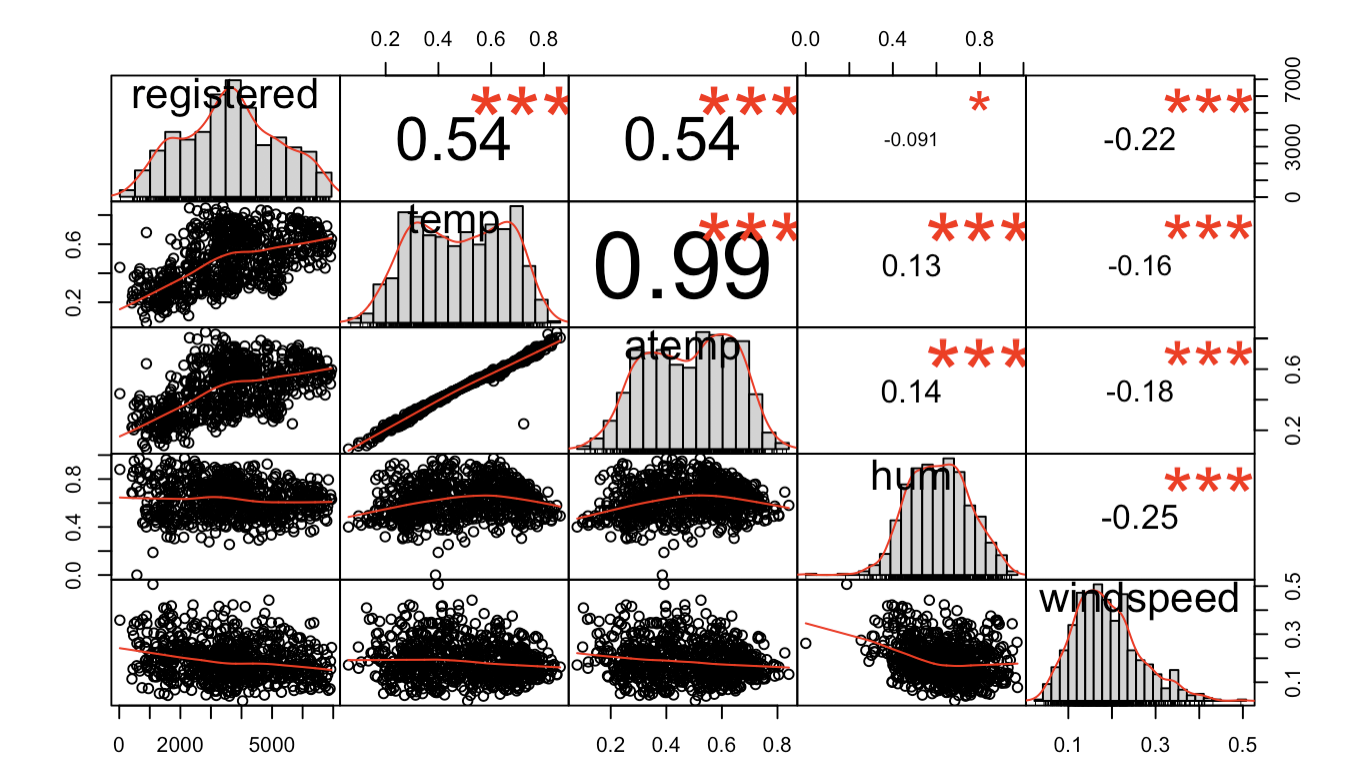 0.2 0.4 0.6 0.8 0.0 0.4 0.8
registered *** 0.54 *** 0.54 * -0.091 *** -0.22 0 3000 7000
0.2 0.6 temp *** 0.99 *** 0.13 *** -0.16
atemp *** 0.14 *** -0.18 0.2 0.6
0.0 0.4 0.8 hum *** -0.25
windspeed 0.1 0.3 0.5
0 2000 5000 0.2 0.4 0.6 0.8 0.1 0.3 0.5